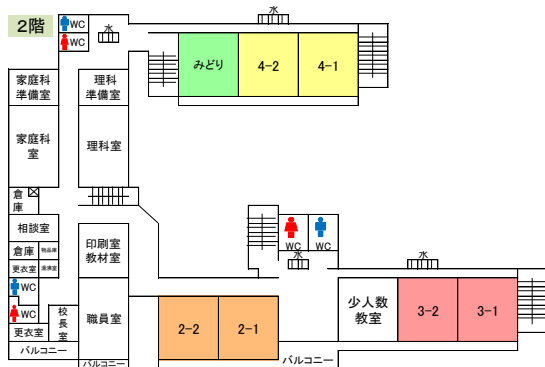 2階
WC
WC
水
水
みどり
4-2
4-1
家庭科
準備室
理科
準備室
家庭科
室
理科室
倉
庫
相談室
倉庫
物品庫
更衣室
湯沸室
印刷室
教材室
WC
WC
更衣室
校
長
室
職員室
バルコニー
バルコニー
2-2
2-1
バルコニー
WC
WC
水
水
少人数
教室
3-2
3-1